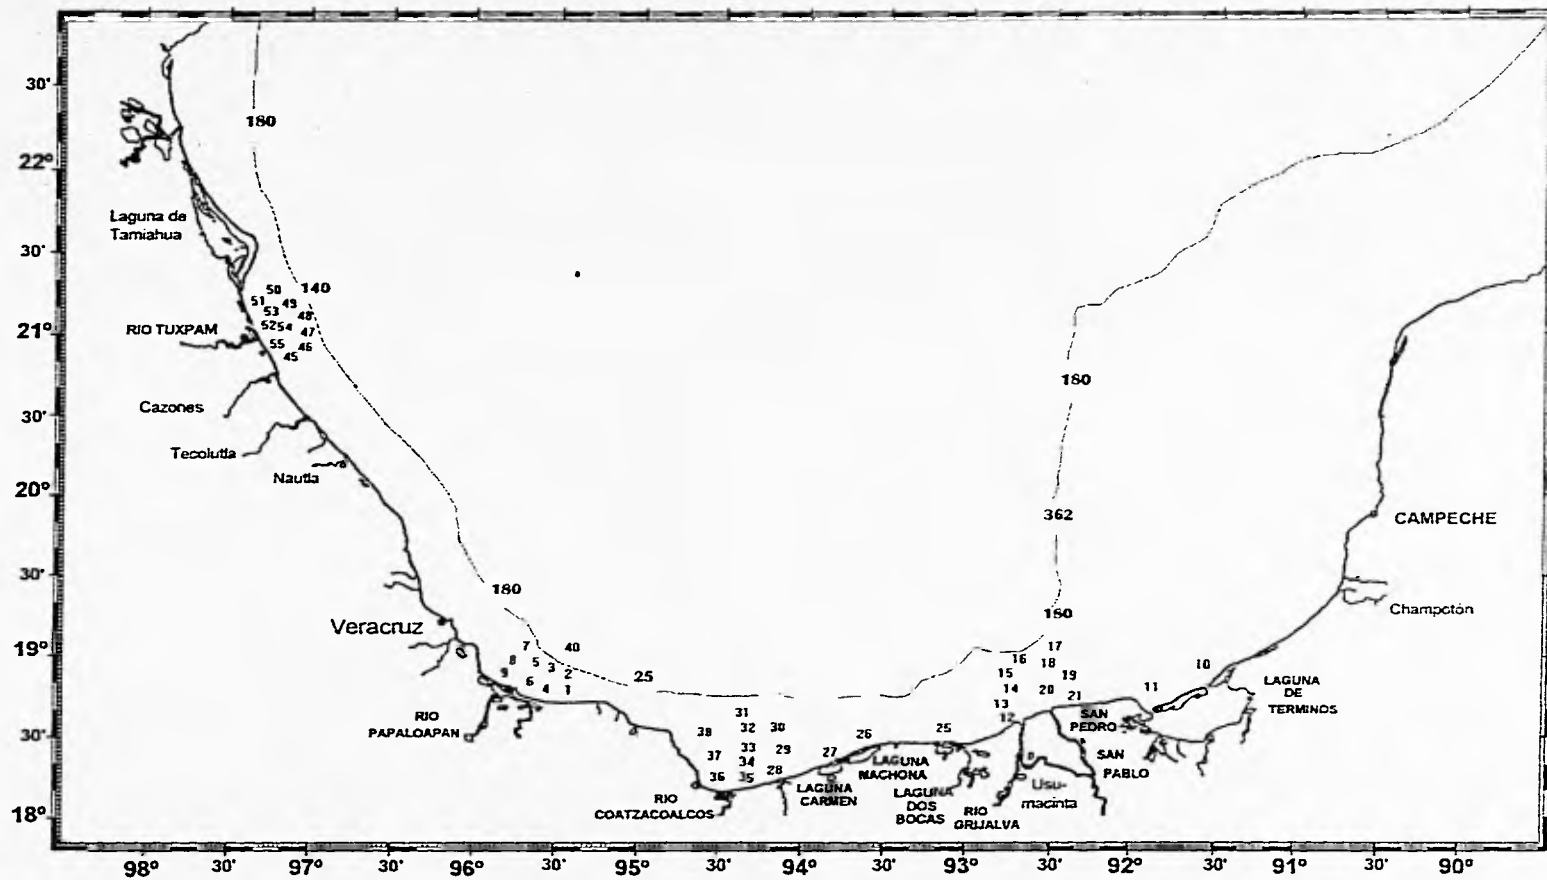 30'
180
22°
Laguna de
Tamiahua
30'
50
140
51
49
53
48
21°
RIO TUXPAM
52
54
47
55
46
45
180
Cazones
30'
Tecolutla
Nautla
20°
362
CAMPECHE
30'
180
180
Champotón
Veracruz
19°
7
40
17
8
5
3
16
18
10
9
2
25
15
19
LAGUNA
DE
TERMINOS
6
4
1
14
20
21
11
13
12
RIO
PAPALOAPAN
31
SAN
PEDRO
30'
38
32
30
26
25
37
33
29
27
SAN
PABLO
34
LAGUNA
MACHONA
36
35
28
LAGUNA
CARMEN
LAGUNA
DOS
BOCAS
Usu-
macinta
RIO
COATZACOALCOS
RIO
GRIJALVA
18°
98°
30'
97°
30'
96°
30'
95°
30'
94°
30'
93°
30'
92°
30'
91°
30'
90°